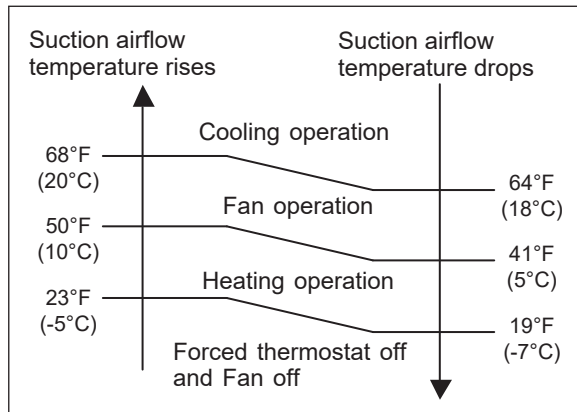 Suction airflow
temperature rises
Suction airflow
temperature drops
Cooling operation
68°F
(20°C)
64°F
(18°C)
Fan operation
50°F
(10°C)
41°F
(5°C)
Heating operation
23°F
(-5°C)
19°F
(-7°C)
Forced thermostat off
and Fan off